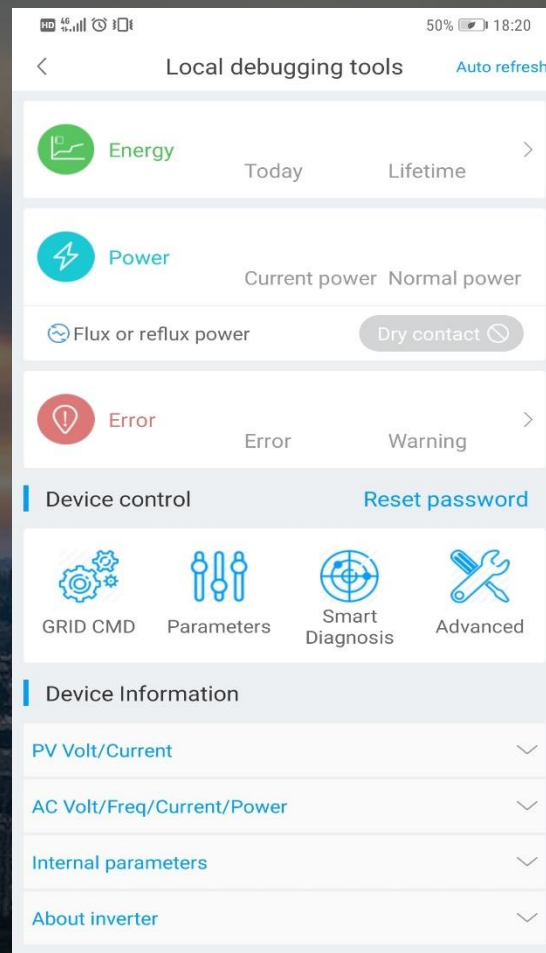 HD 4G 50% 18:20
Local debugging tools Auto refresh
Energy
Today Lifetime
Power
Current power Normal power
Flux or reflux power Dry contact
Error
Error Warning
Device control Reset password
GRID CMD Parameters Smart Diagnosis Advanced
Device Information
PV Volt/Current
AC Volt/Freq/Current/Power
Internal parameters
About inverter